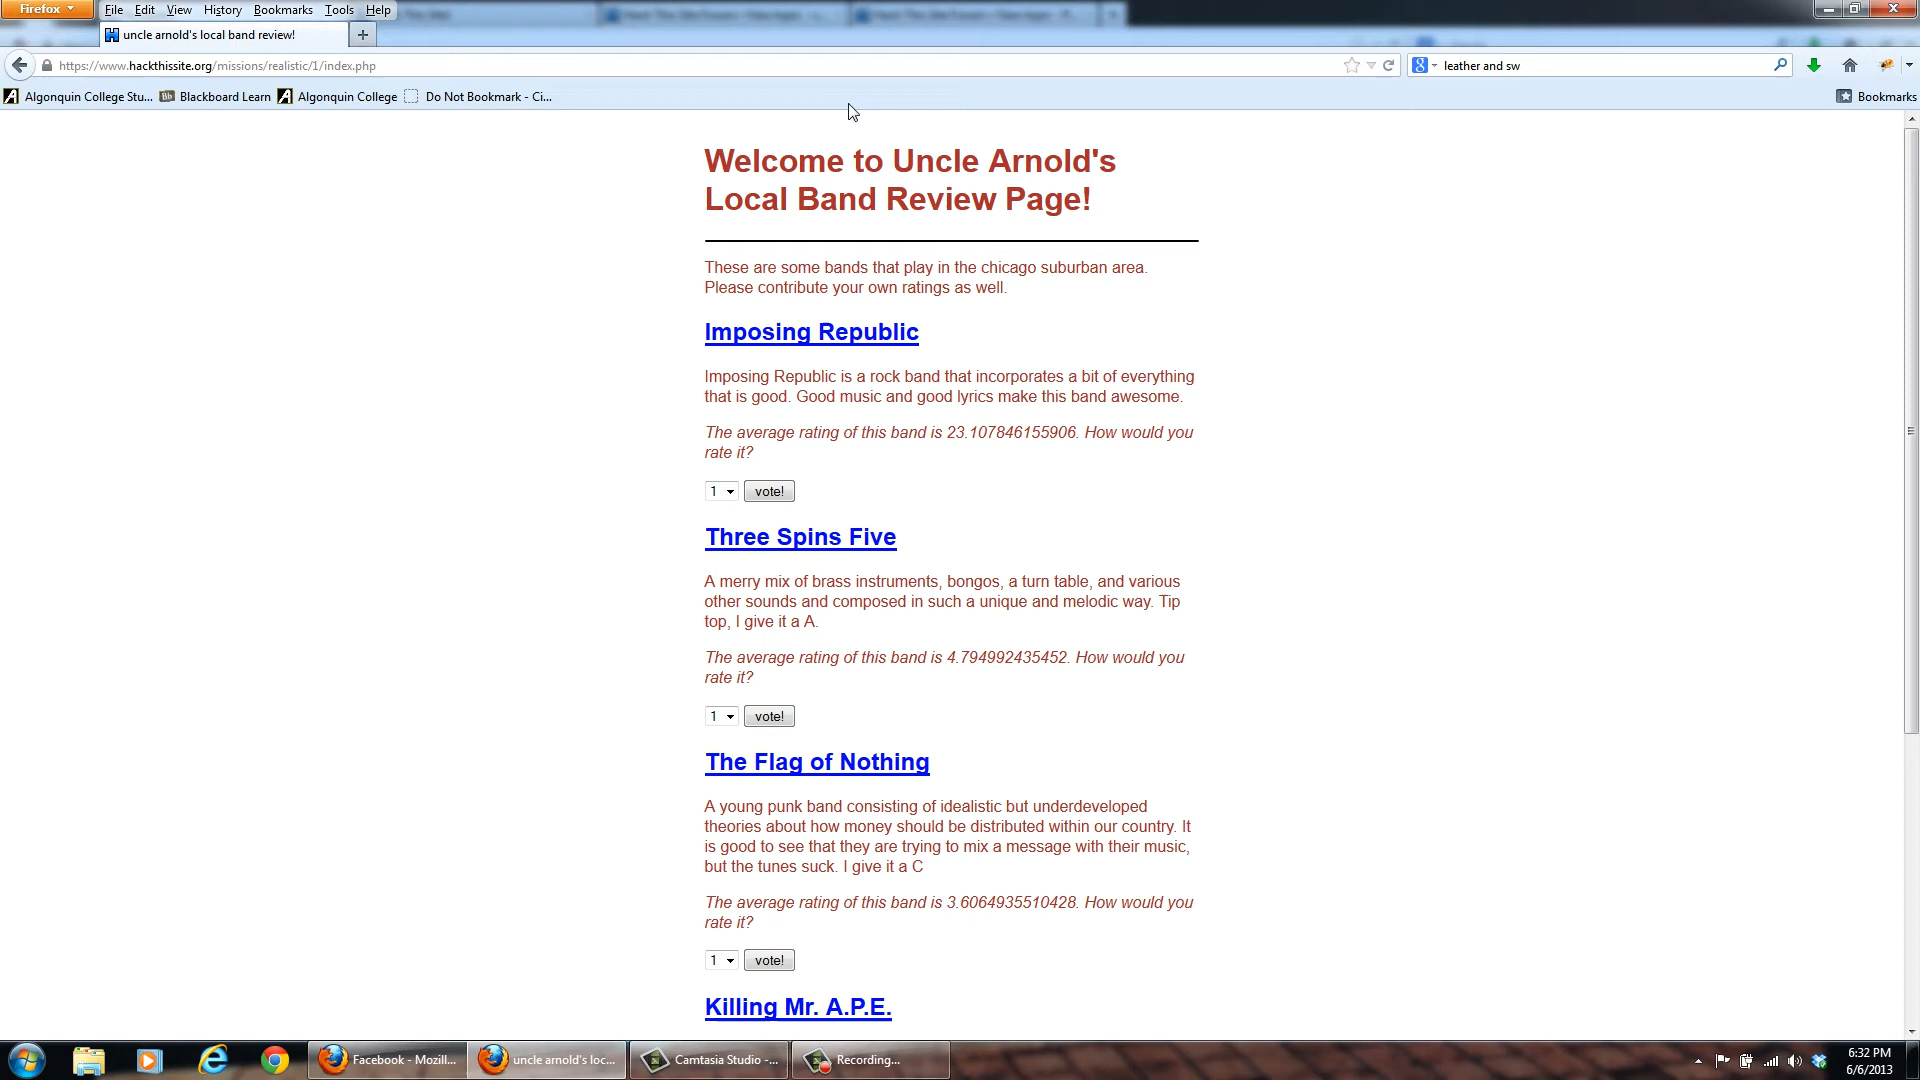 Firefox
File Edit View History Bookmarks Tools Help
uncle arnold's local band review!
https://www.hackthissite.org/missions/realistic/1/index.php
leather and sw
Algonquin College Stu... Blackboard Learn Algonquin College Do Not Bookmark - Ci... Bookmarks
Welcome to Uncle Arnold's
Local Band Review Page!
These are some bands that play in the chicago suburban area.
Please contribute your own ratings as well.
Imposing Republic
Imposing Republic is a rock band that incorporates a bit of everything
that is good. Good music and good lyrics make this band awesome.
The average rating of this band is 23.107846155906. How would you
rate it?
1 vote!
Three Spins Five
A merry mix of brass instruments, bongos, a turn table, and various
other sounds and composed in such a unique and melodic way. Tip
top, I give it a A.
The average rating of this band is 4.794992435452. How would you
rate it?
1 vote!
The Flag of Nothing
A young punk band consisting of idealistic but underdeveloped
theories about how money should be distributed within our country. It
is good to see that they are trying to mix a message with their music,
but the tunes suck. I give it a C
The average rating of this band is 3.6064935510428. How would you
rate it?
1 vote!
Killing Mr. A.P.E.
Facebook - Mozill... uncle arnold's loc... Camtasia Studio -... Recording...
6:32 PM
6/6/2013